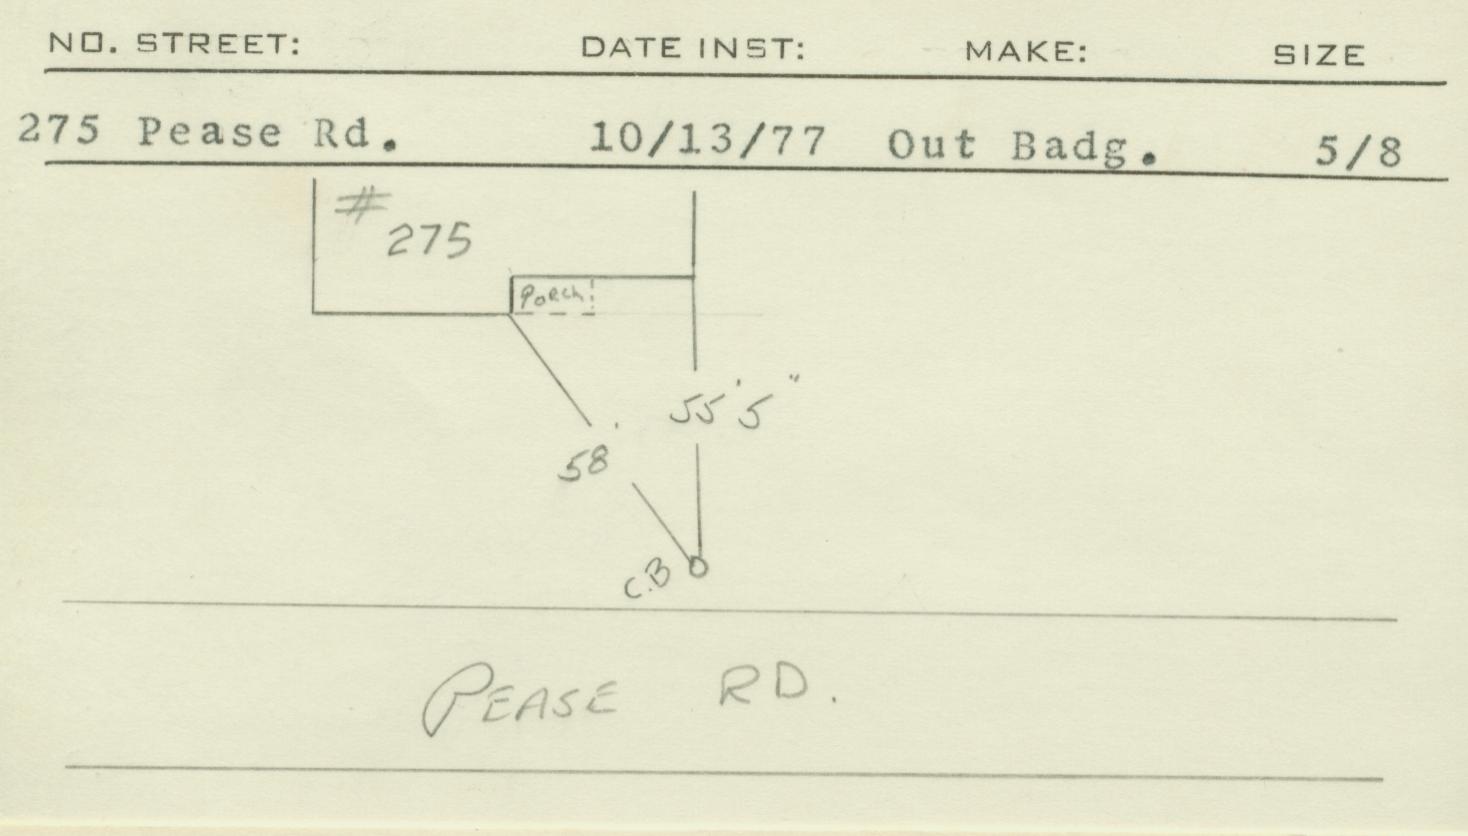 NO. STREET: DATE INST: MAKE: SIZE
275 Pease Rd. 10/13/77 Out Badg. 5/8
#
275
PORCH
55'5"
58'
C.B
PEASE RD.